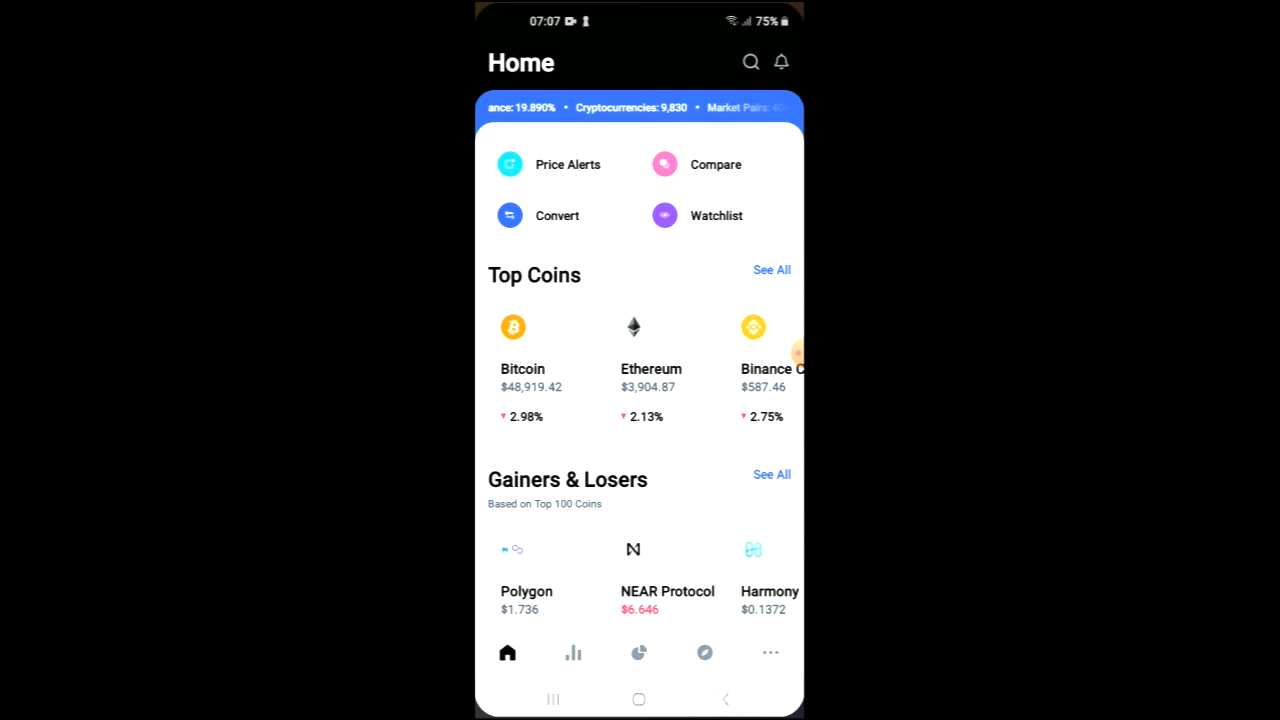 07:07
75%
Home
ance: 19.890% • Cryptocurrencies: 9,830 • Market Pairs: 40
Price Alerts
Compare
Convert
Watchlist
Top Coins
See All
Bitcoin
Ethereum
Binance C
$48,919.42
$3,904.87
$587.46
2.98%
2.13%
2.75%
Gainers & Losers
See All
Based on Top 100 Coins
Polygon
NEAR Protocol
Harmony
$1.736
$6.646
$0.1372